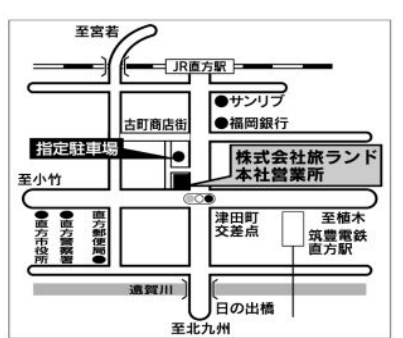 至宮若
JR直方駅
●サンリブ
古町商店街
●福岡銀行
指定駐車場
株式会社旅ランド
本社営業所
至小竹
津田町
交差点
至植木
筑豊電鉄
直方駅
●直方市役所
●直方警察署
直方郵便局●
遠賀川
日の出橋
至北九州